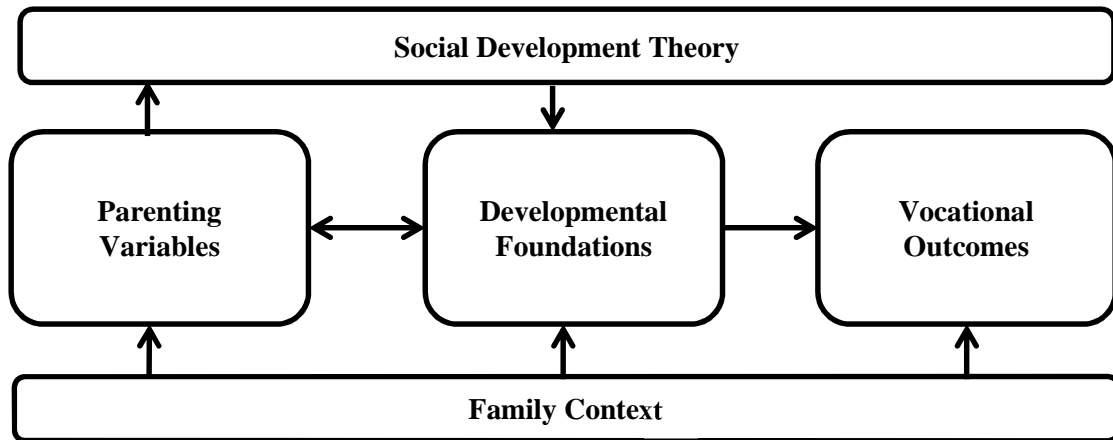 Social Development Theory
Parenting
Variables
Developmental
Foundations
Vocational
Outcomes
Family Context